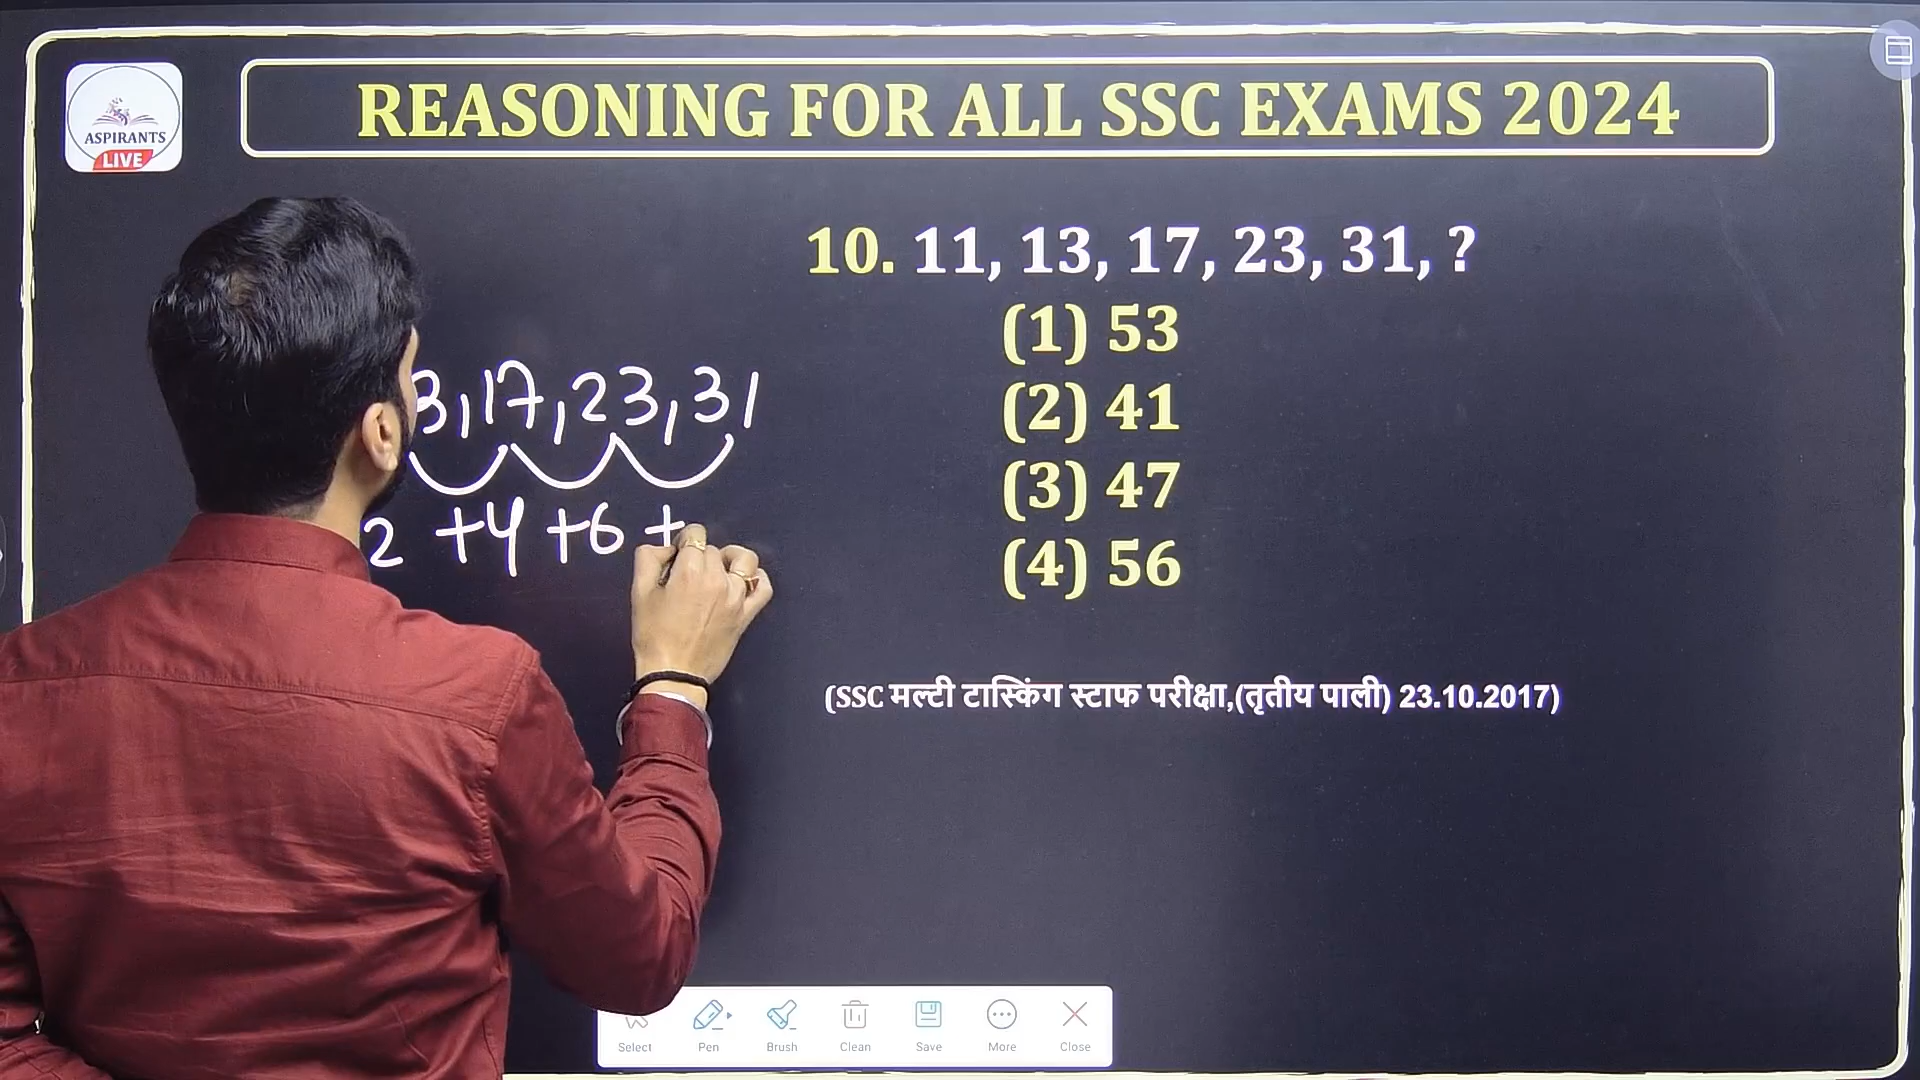 ASPIRANTS
LIVE
REASONING FOR ALL SSC EXAMS 2024
10. 11, 13, 17, 23, 31, ?
(1) 53
(2) 41
(3) 47
(4) 56
3, 17, 23, 31
2 +4 +6 +
(SSC मल्टी टास्किंग स्टाफ परीक्षा,(तृतीय पाली) 23.10.2017)
Select Pen Brush Clean Save More Close